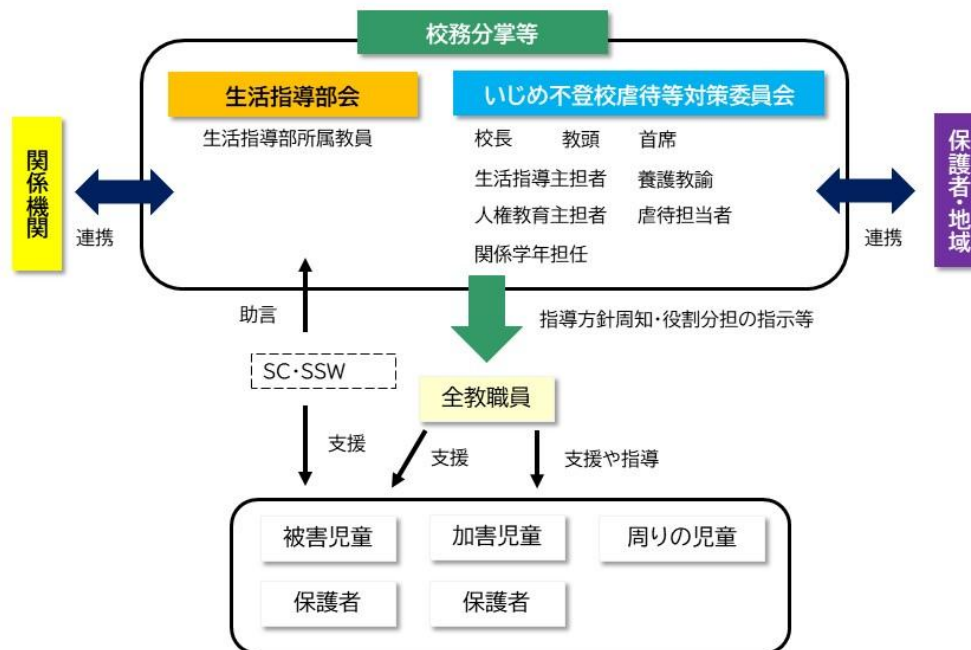 校務分掌等
生活指導部会
いじめ不登校虐待等対策委員会
生活指導部所属教員
校長 教頭 首席
生活指導主担者 養護教諭
人権教育主担者 虐待担当者
関係学年担任
関係機関
連携
保護者・地域
連携
助言
指導方針周知・役割分担の指示等
SC・SSW
全教職員
支援
支援
支援や指導
被害児童
加害児童
周りの児童
保護者
保護者